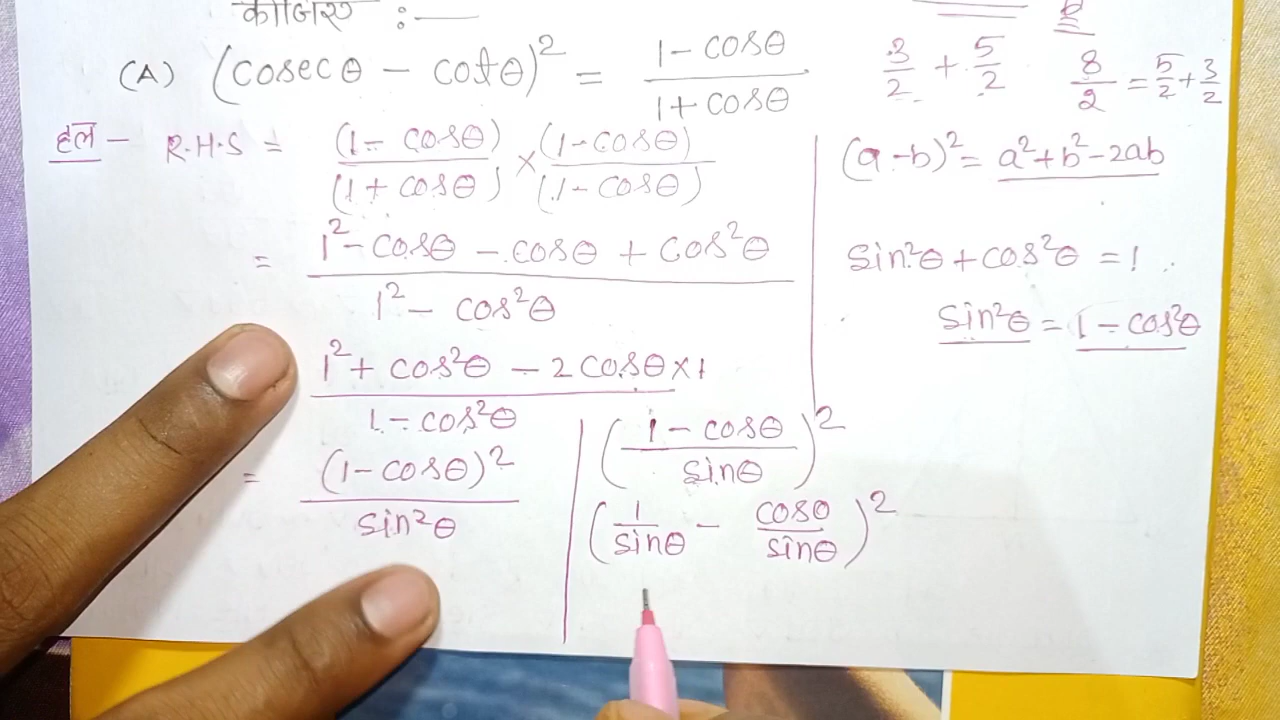 कीजिए :—
(A) (cosecθ - cotθ)² = (1 - cosθ)/(1 + cosθ)
3/2 + 5/2
8/2 = 5/2 + 3/2
हल - R.H.S = (1 - cosθ)/(1 + cosθ) × (1 - cosθ)/(1 - cosθ)
= (1² - cosθ - cosθ + cos²θ)/(1² - cos²θ)
(1² + cos²θ - 2cosθ×1)/(1 - cos²θ)
= (1 - cosθ)²/sin²θ
((1 - cosθ)/sinθ)²
(1/sinθ - cosθ/sinθ)²
(a - b)² = a² + b² - 2ab
sin²θ + cos²θ = 1
sin²θ = 1 - cos²θ